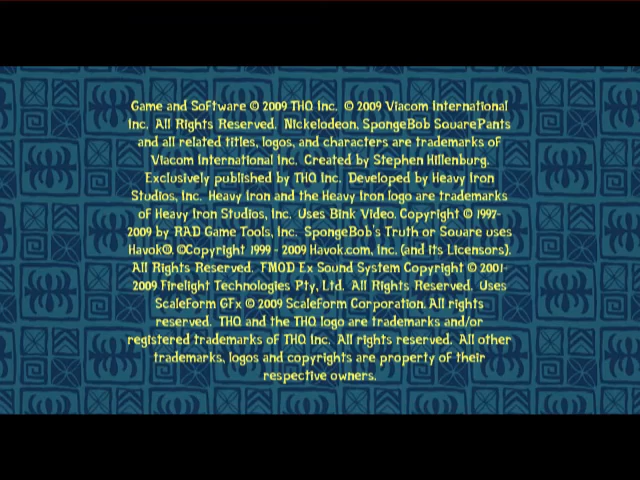 Game and Software © 2009 THQ Inc. © 2009 Viacom International
Inc. All Rights Reserved. Nickelodeon, SpongeBob SquarePants
and all related titles, logos, and characters are trademarks of
Viacom International Inc. Created by Stephen Hillenburg.
Exclusively published by THQ Inc. Developed by Heavy Iron
Studios, Inc. Heavy Iron and the Heavy Iron logo are trademarks
of Heavy Iron Studios, Inc. Uses Bink Video. Copyright © 1997-
2009 by RAD Game Tools, Inc. SpongeBob's Truth or Square uses
Havok®. ©Copyright 1999 - 2009 Havok.com, Inc. (and its Licensors).
All Rights Reserved. FMOD Ex Sound System Copyright © 2001-
2009 Firelight Technologies Pty, Ltd. All Rights Reserved. Uses
ScaleForm GFx © 2009 ScaleForm Corporation. All rights
reserved. THQ and the THQ logo are trademarks and/or
registered trademarks of THQ Inc. All rights reserved. All other
trademarks, logos and copyrights are property of their
respective owners.